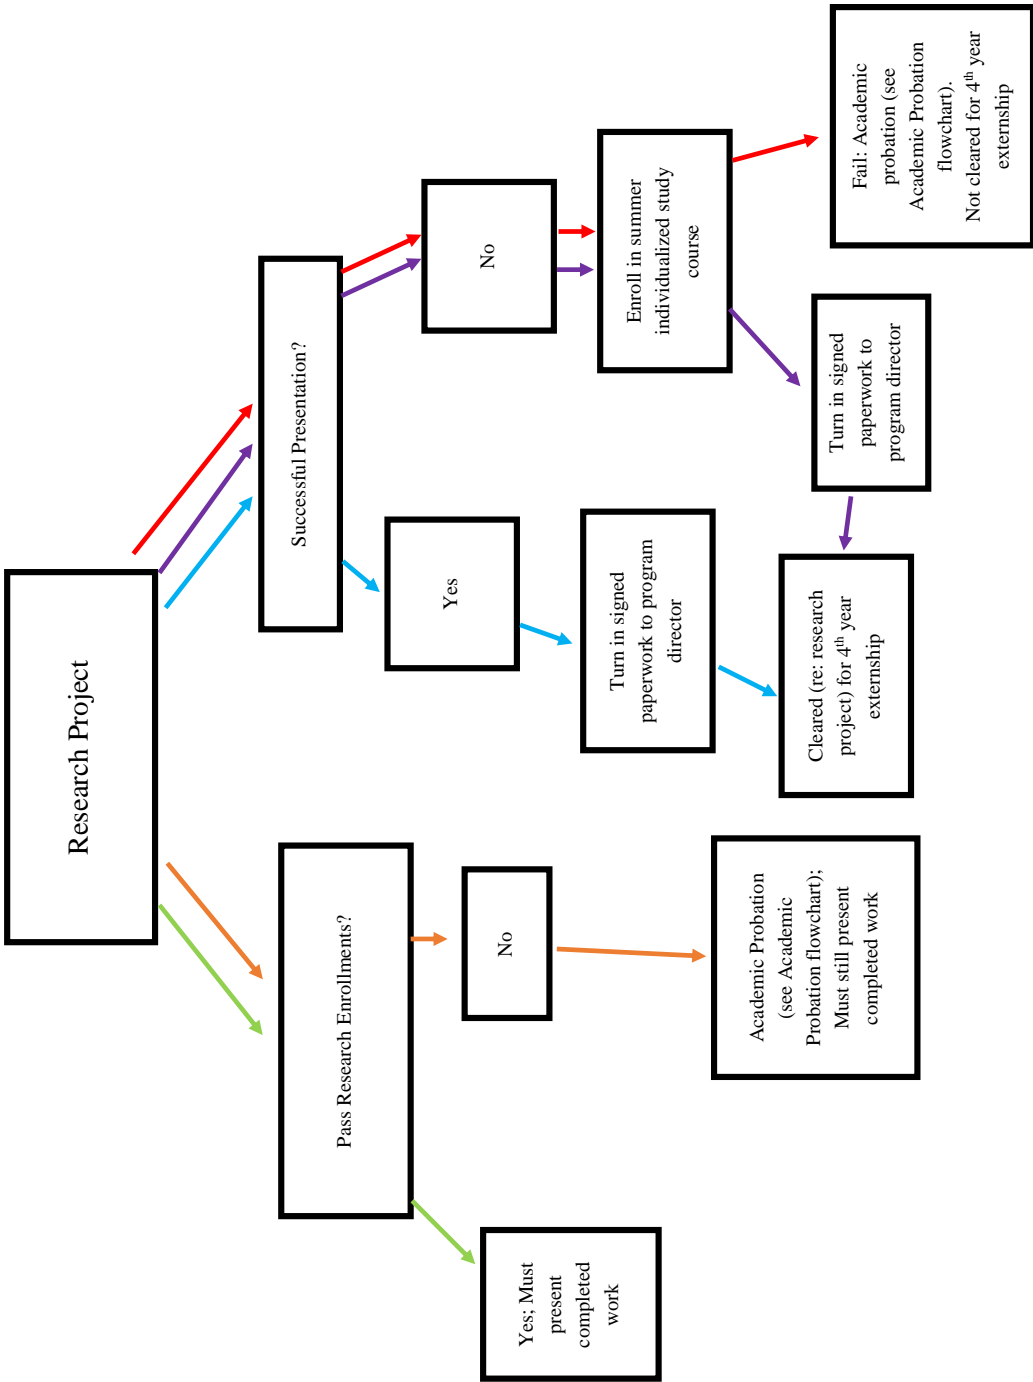 Research Project
Pass Research Enrollments?
Successful Presentation?
Yes; Must
present
completed
work
No
Yes
No
Academic Probation
(see Academic
Probation flowchart);
Must still present
completed work
Turn in signed
paperwork to program
director
Enroll in summer
individualized study
course
Cleared (re: research
project) for 4th year
externship
Turn in signed
paperwork to
program director
Fail: Academic
probation (see
Academic Probation
flowchart).
Not cleared for 4th year
externship